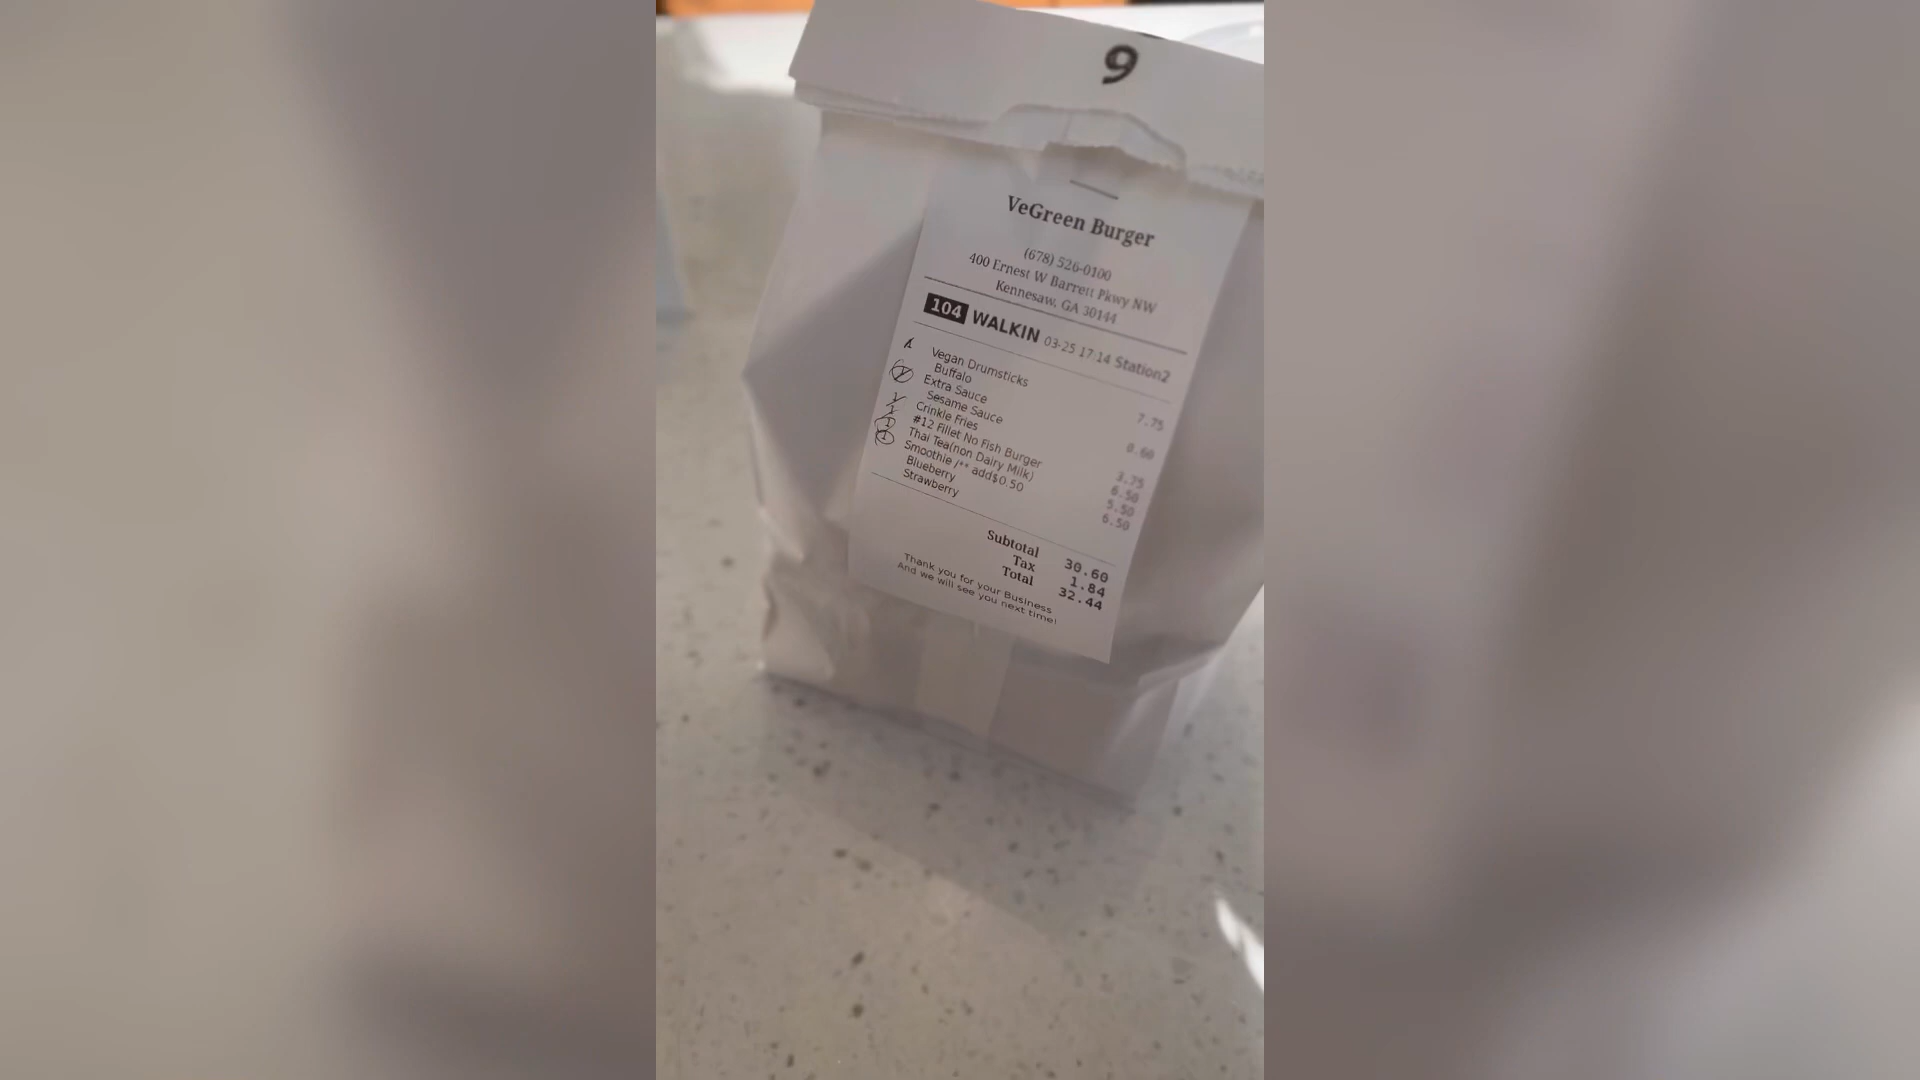 9
VeGreen Burger
(678) 526-0100
400 Ernest W Barrett Pkwy NW
Kennesaw, GA 30144
104 WALKIN 03-25 17:14 Station2
Vegan Drumsticks 7.75
Buffalo
Extra Sauce 0.60
Sesame Sauce
Crinkle Fries 3.75
#12 Fillet No Fish Burger 6.50
Thai Tea(non Dairy Milk) 5.50
Smoothie /** add$0.50 6.50
Blueberry
Strawberry
Subtotal 30.60
Tax 1.84
Total 32.44
Thank you for your Business
And we will see you next time!